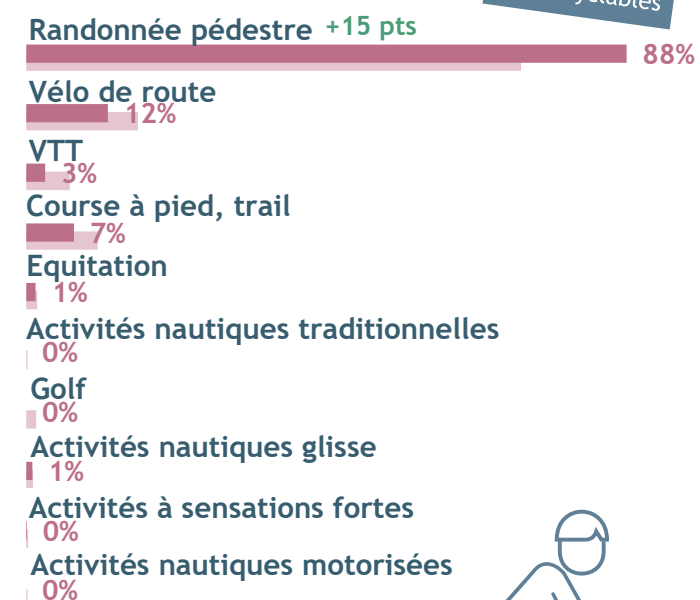 Randonnée pédestre +15 pts
88%
Vélo de route
12%
VTT
3%
Course à pied, trail
7%
Equitation
1%
Activités nautiques traditionnelles
0%
Golf
0%
Activités nautiques glisse
1%
Activités à sensations fortes
0%
Activités nautiques motorisées
0%